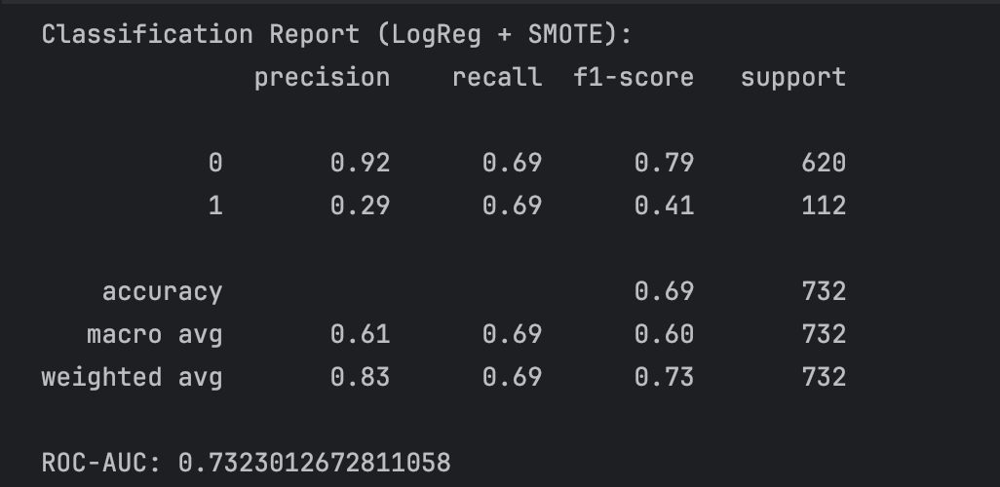 Classification Report (LogReg + SMOTE):
precision recall f1-score support
0 0.92 0.69 0.79 620
1 0.29 0.69 0.41 112
accuracy 0.69 732
macro avg 0.61 0.69 0.60 732
weighted avg 0.83 0.69 0.73 732
ROC-AUC: 0.7323012672811058